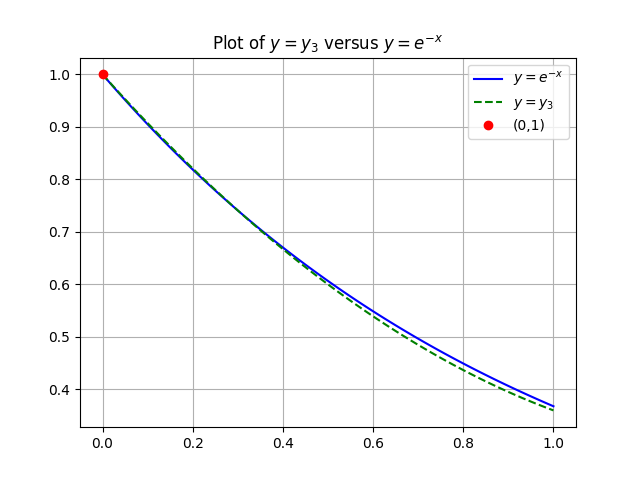 Plot of y = y₃ versus y = e⁻ˣ
y = e⁻ˣ
y = y₃
(0,1)
1.0
0.9
0.8
0.7
0.6
0.5
0.4
0.0 0.2 0.4 0.6 0.8 1.0